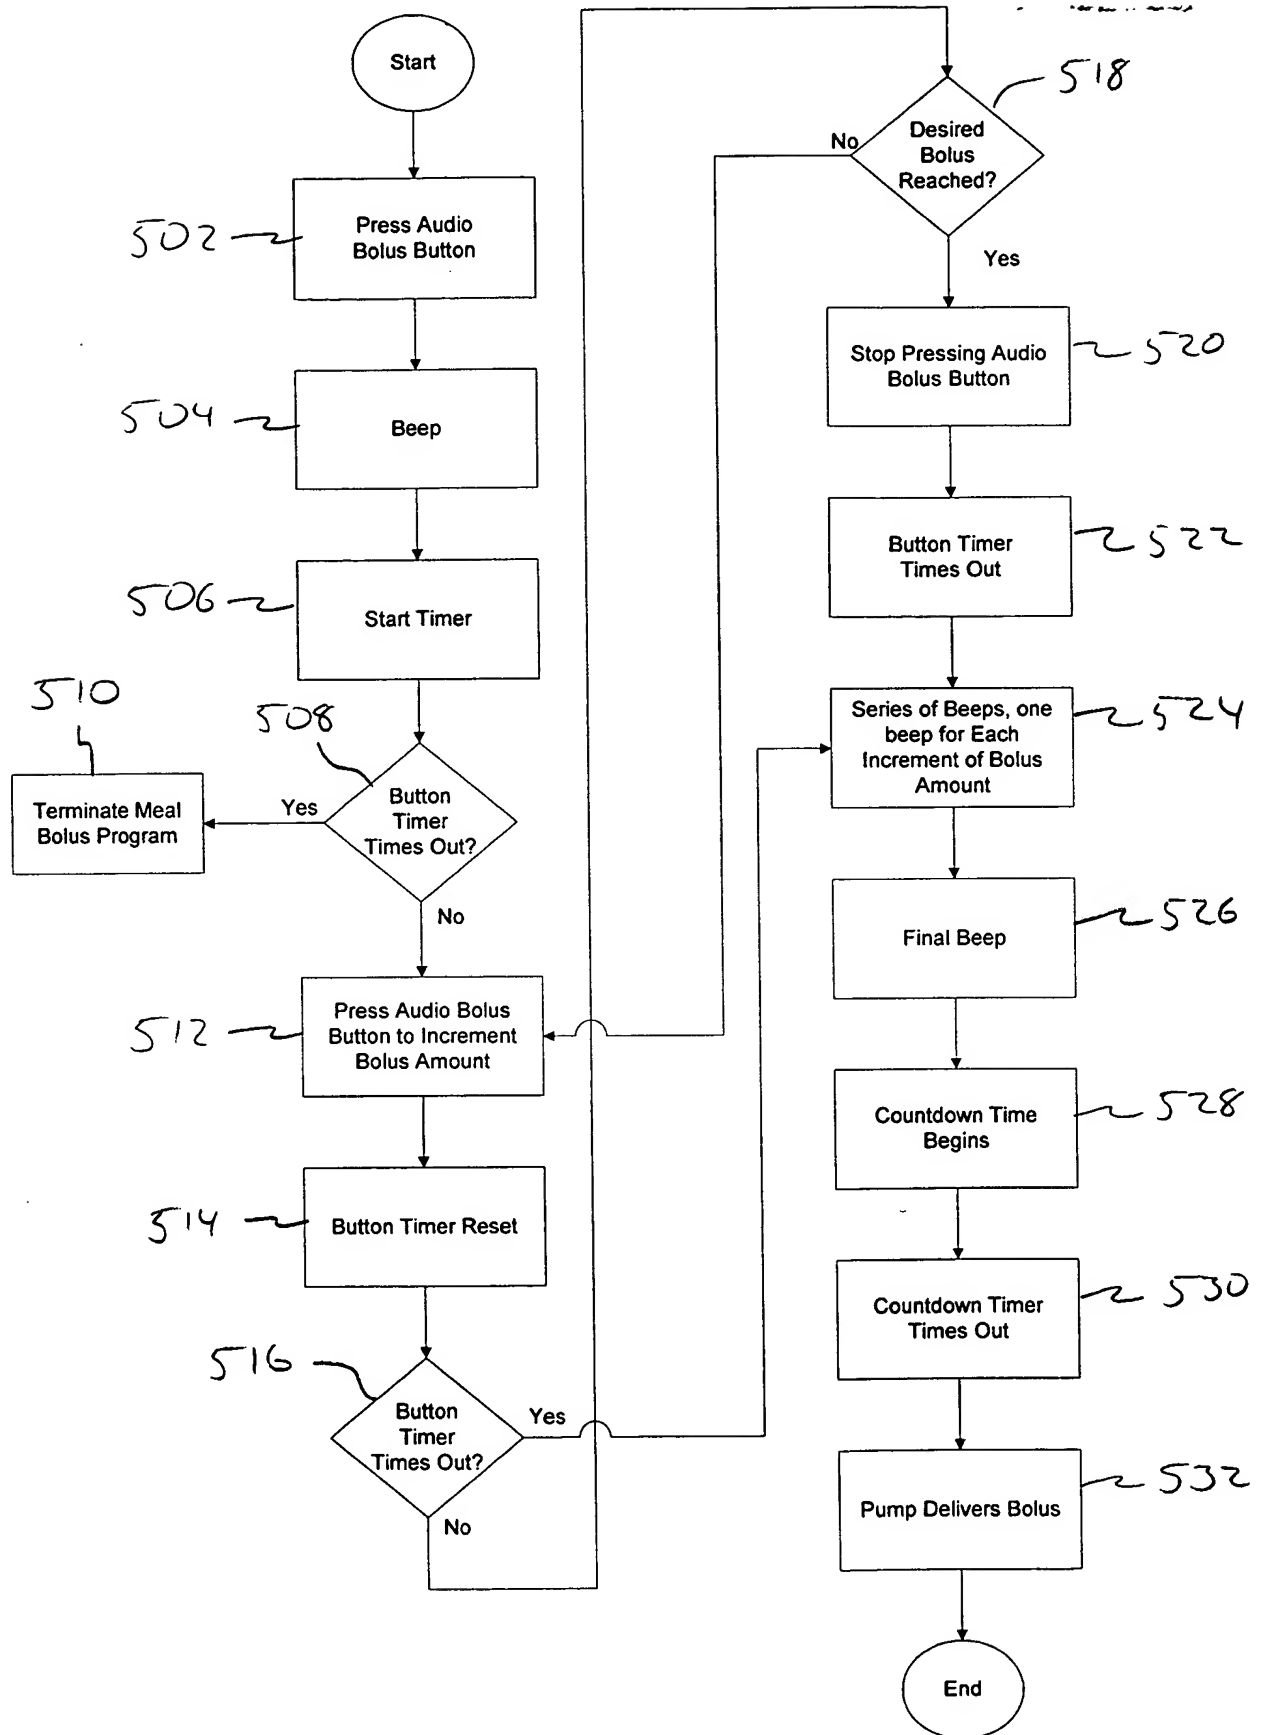 Start
518
Desired
Bolus
Reached?
No
Yes
502
Press Audio
Bolus Button
520
Stop Pressing Audio
Bolus Button
504
Beep
522
Button Timer
Times Out
506
Start Timer
524
Series of Beeps, one
beep for Each
Increment of Bolus
Amount
510
508
Terminate Meal
Bolus Program
Yes
Button
Timer
Times Out?
No
526
Final Beep
512
Press Audio Bolus
Button to Increment
Bolus Amount
528
Countdown Time
Begins
514
Button Timer Reset
530
Countdown Timer
Times Out
516
Button
Timer
Times Out?
Yes
No
532
Pump Delivers Bolus
End